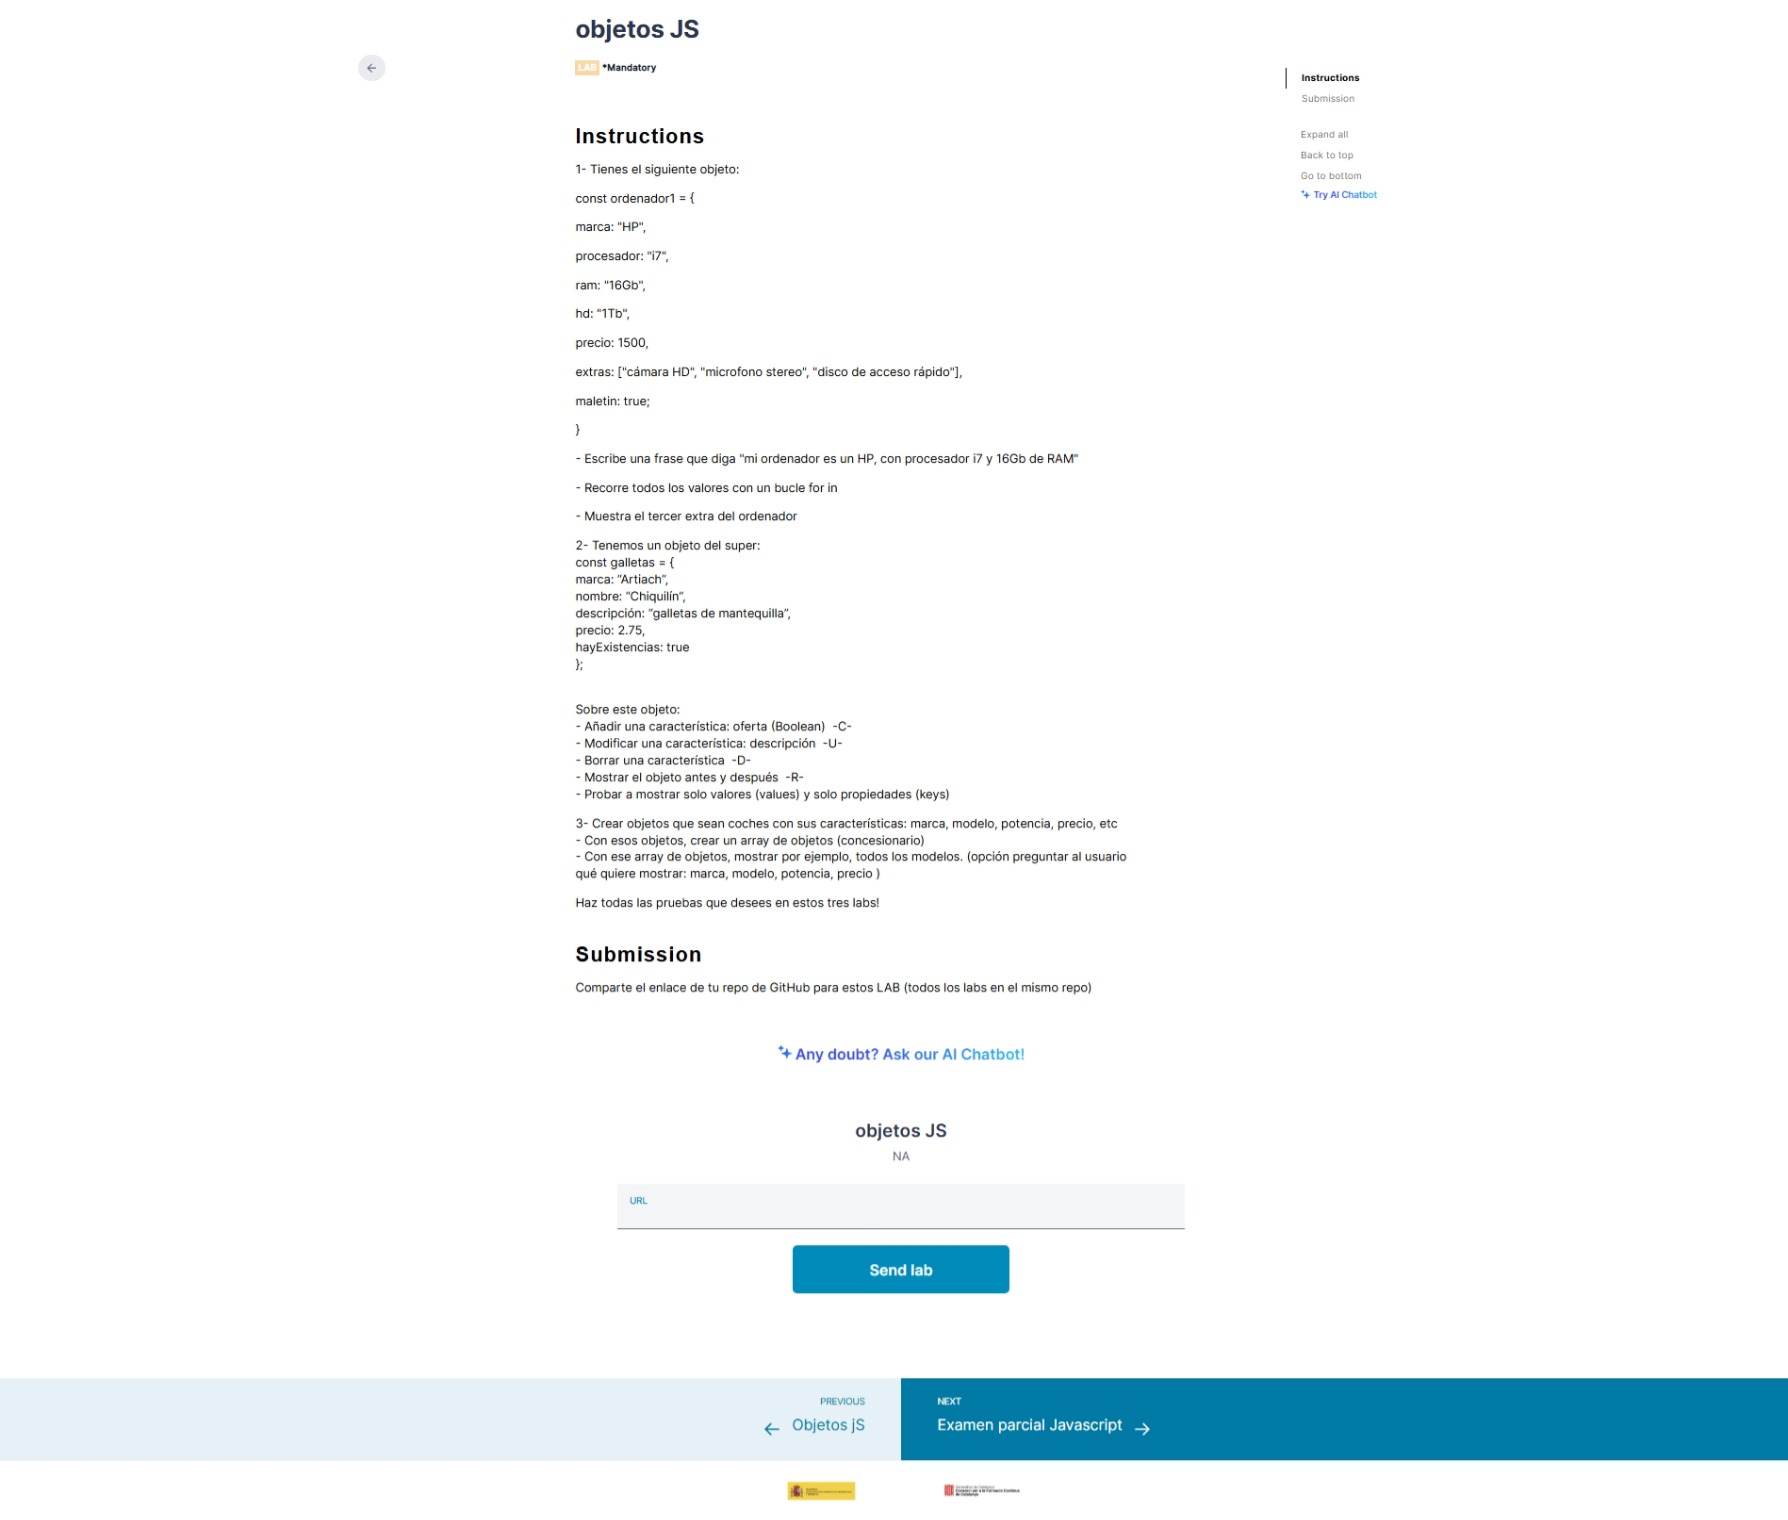 objetos JS
LAB *Mandatory
Instructions
Submission
Expand all
Back to top
Go to bottom
Try AI Chatbot
Instructions
1- Tienes el siguiente objeto:
const ordenador1 = {
marca: "HP",
procesador: "i7",
ram: "16Gb",
hd: "1Tb",
precio: 1500,
extras: ["cámara HD", "microfono stereo", "disco de acceso rápido"],
maletin: true;
}
- Escribe una frase que diga "mi ordenador es un HP, con procesador i7 y 16Gb de RAM"
- Recorre todos los valores con un bucle for in
- Muestra el tercer extra del ordenador
2- Tenemos un objeto del super:
const galletas = {
marca: “Artiach”,
nombre: “Chiquilín”,
descripción: “galletas de mantequilla”,
precio: 2.75,
hayExistencias: true
};
Sobre este objeto:
- Añadir una característica: oferta (Boolean)  -C-
- Modificar una característica: descripción  -U-
- Borrar una característica  -D-
- Mostrar el objeto antes y después  -R-
- Probar a mostrar solo valores (values) y solo propiedades (keys)
3- Crear objetos que sean coches con sus características: marca, modelo, potencia, precio, etc
- Con esos objetos, crear un array de objetos (concesionario)
- Con ese array de objetos, mostrar por ejemplo, todos los modelos. (opción preguntar al usuario
qué quiere mostrar: marca, modelo, potencia, precio )
Haz todas las pruebas que desees en estos tres labs!
Submission
Comparte el enlace de tu repo de GitHub para estos LAB (todos los labs en el mismo repo)
Any doubt? Ask our AI Chatbot!
objetos JS
NA
URL
Send lab
PREVIOUS
Objetos jS
NEXT
Examen parcial Javascript